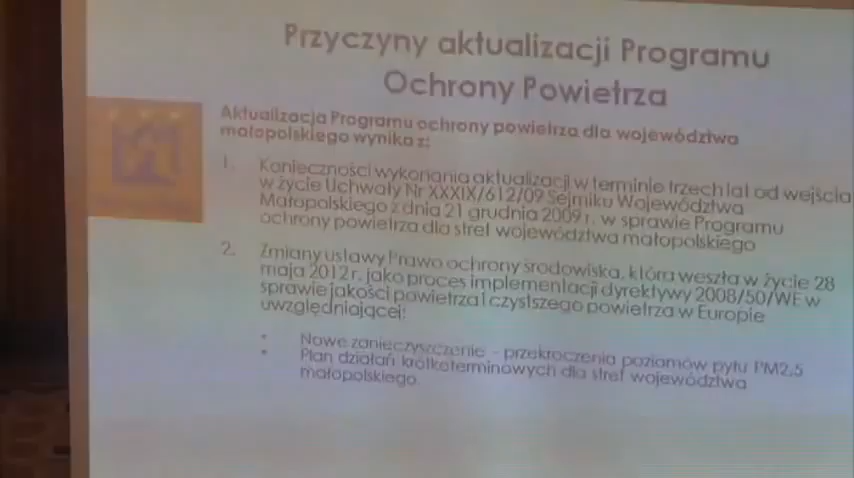 Przyczyny aktualizacji Programu
Ochrony Powietrza
Aktualizacja Programu ochrony powietrza dla województwa
małopolskiego wynika z:
1. Konieczności wykonania aktualizacji w terminie trzech lat od wejścia
w życie Uchwały Nr XXXIX/612/09 Sejmiku Województwa
Małopolskiego z dnia 21 grudnia 2009 r. w sprawie Programu
ochrony powietrza dla stref województwa małopolskiego
2. Zmiany ustawy Prawo ochrony środowiska, która weszła w życie 28
maja 2012 r. jako proces implementacji dyrektywy 2008/50/WE w
sprawie jakości powietrza i czystszego powietrza w Europie
uwzględniającej:
• Nowe zanieczyszczenie - przekroczenia poziomów pyłu PM2,5
• Plan działań krótkoterminowych dla stref województwa
małopolskiego